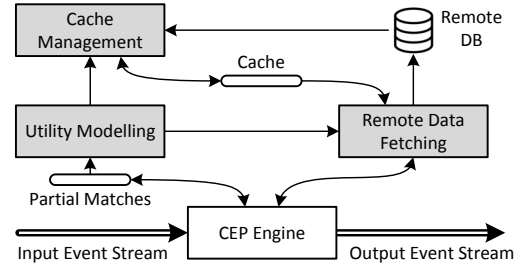 Cache
Management
Remote
DB
Cache
Utility Modelling
Remote Data
Fetching
Partial Matches
CEP Engine
Input Event Stream
Output Event Stream